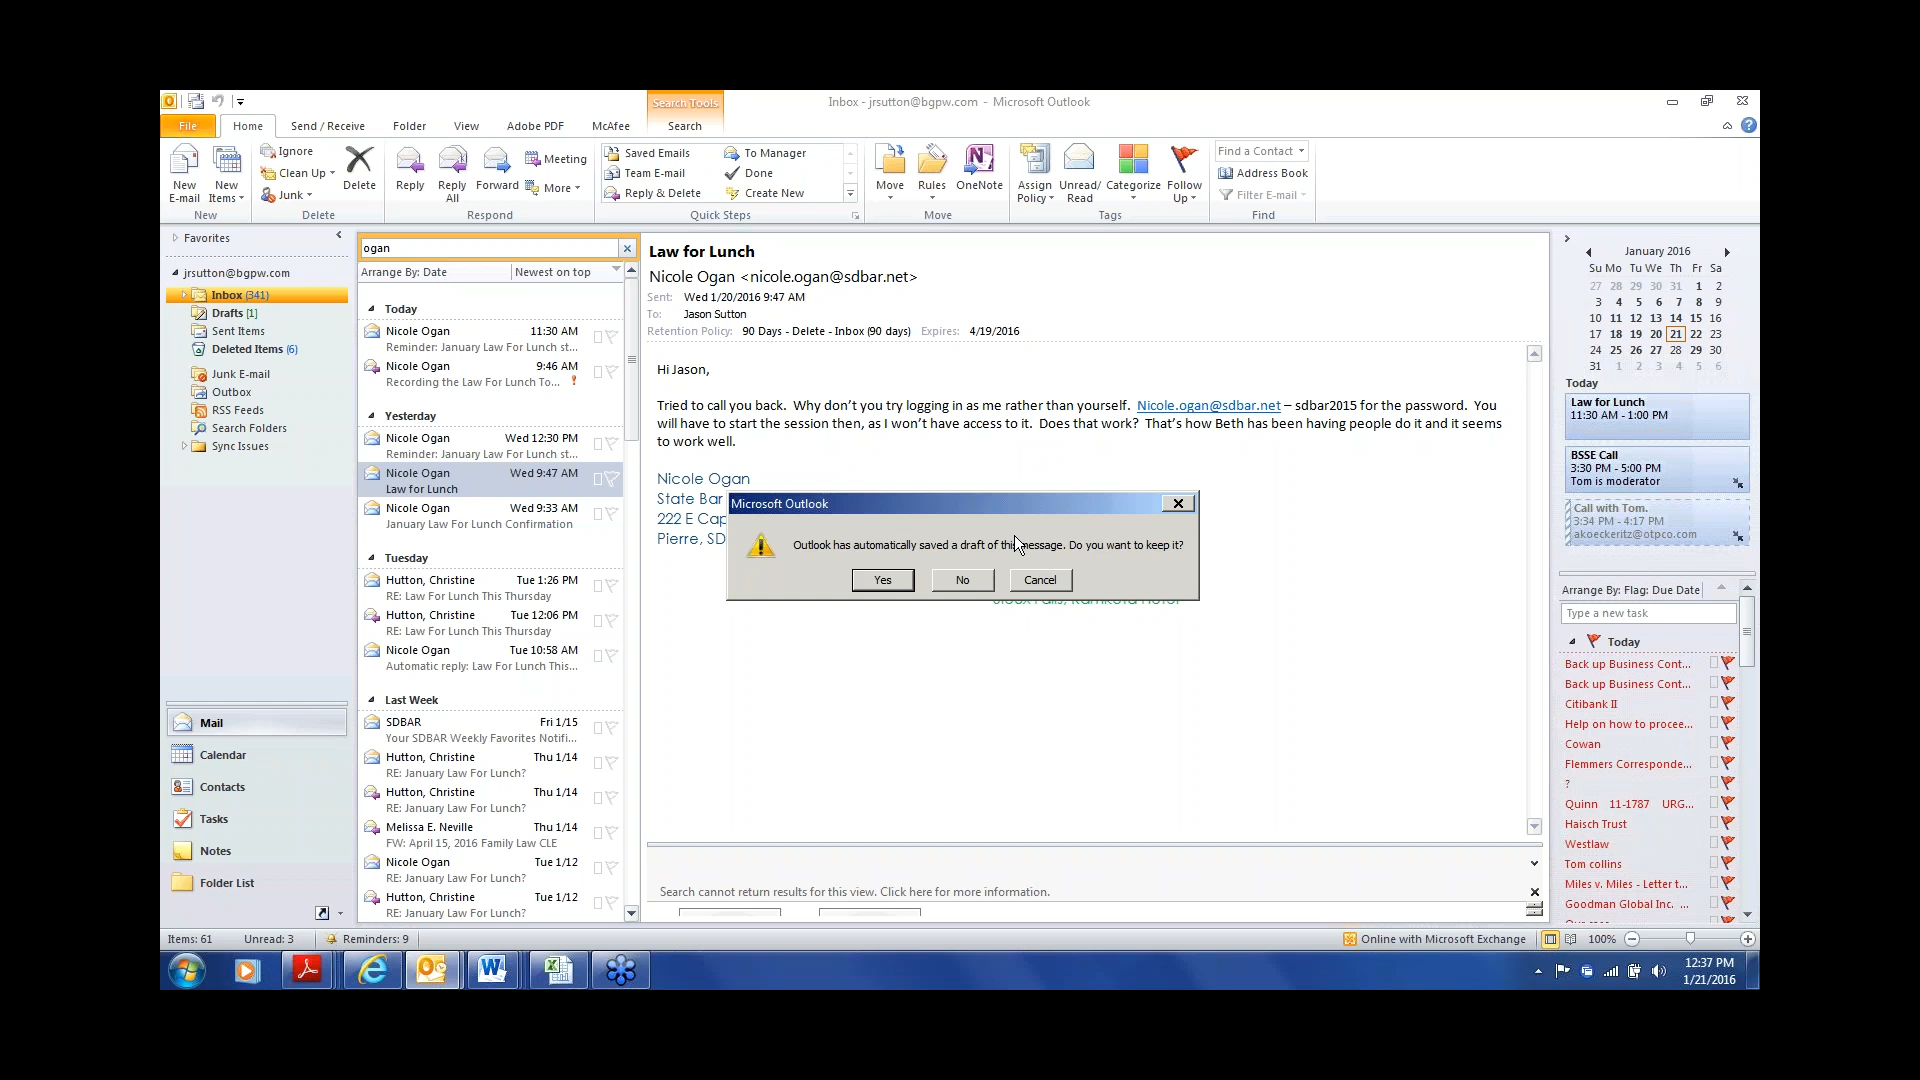 Search Tools
Inbox - jrsutton@bgpw.com - Microsoft Outlook
File Home Send / Receive Folder View Adobe PDF McAfee Search
New E-mail
New Items
New
Ignore
Clean Up
Junk
Delete
Delete
Reply
Reply All
Forward
Meeting
More
Respond
Saved Emails
Team E-mail
Reply & Delete
To Manager
Done
Create New
Quick Steps
Move
Rules
OneNote
Move
Assign Policy
Unread/ Read
Categorize
Follow Up
Tags
Find a Contact
Address Book
Filter E-mail
Find
Favorites
jrsutton@bgpw.com
Inbox (341)
Drafts [1]
Sent Items
Deleted Items (6)
Junk E-mail
Outbox
RSS Feeds
Search Folders
Sync Issues
Mail
Calendar
Contacts
Tasks
Notes
Folder List
ogan
Arrange By: Date Newest on top
Today
Nicole Ogan 11:30 AM
Reminder: January Law For Lunch st...
Nicole Ogan 9:46 AM
Recording the Law For Lunch To...
Yesterday
Nicole Ogan Wed 12:30 PM
Reminder: January Law For Lunch st...
Nicole Ogan Wed 9:47 AM
Law for Lunch
Nicole Ogan Wed 9:33 AM
January Law For Lunch Confirmation
Tuesday
Hutton, Christine Tue 1:26 PM
RE: Law For Lunch This Thursday
Hutton, Christine Tue 12:06 PM
RE: Law For Lunch This Thursday
Nicole Ogan Tue 10:58 AM
Automatic reply: Law For Lunch This...
Last Week
SDBAR Fri 1/15
Your SDBAR Weekly Favorites Notifi...
Hutton, Christine Thu 1/14
RE: January Law For Lunch?
Hutton, Christine Thu 1/14
RE: January Law For Lunch?
Melissa E. Neville Thu 1/14
FW: April 15, 2016 Family Law CLE
Nicole Ogan Tue 1/12
RE: January Law For Lunch?
Hutton, Christine Tue 1/12
RE: January Law For Lunch?
Law for Lunch
Nicole Ogan <nicole.ogan@sdbar.net>
Sent: Wed 1/20/2016 9:47 AM
To: Jason Sutton
Retention Policy: 90 Days - Delete - Inbox (90 days) Expires: 4/19/2016
Hi Jason,
Tried to call you back. Why don't you try logging in as me rather than yourself. Nicole.ogan@sdbar.net – sdbar2015 for the password. You
will have to start the session then, as I won't have access to it. Does that work? That's how Beth has been having people do it and it seems
to work well.
Nicole Ogan
State Bar
222 E Cap
Pierre, SD
Microsoft Outlook
Outlook has automatically saved a draft of this message. Do you want to keep it?
Yes No Cancel
Search cannot return results for this view. Click here for more information.
January 2016
Su Mo Tu We Th Fr Sa
27 28 29 30 31 1 2
3 4 5 6 7 8 9
10 11 12 13 14 15 16
17 18 19 20 21 22 23
24 25 26 27 28 29 30
31 1 2 3 4 5 6
Today
Law for Lunch
11:30 AM - 1:00 PM
BSSE Call
3:30 PM - 5:00 PM
Tom is moderator
Call with Tom.
3:34 PM - 4:17 PM
akoeckeritz@otpco.com
Arrange By: Flag: Due Date
Type a new task
Today
Back up Business Cont...
Back up Business Cont...
Citibank II
Help on how to procee...
Cowan
Flemmers Corresponde...
?
Quinn 11-1787 URG...
Haisch Trust
Westlaw
Tom collins
Miles v. Miles - Letter t...
Goodman Global Inc. ...
Items: 61 Unread: 3 Reminders: 9
Online with Microsoft Exchange 100%
12:37 PM
1/21/2016